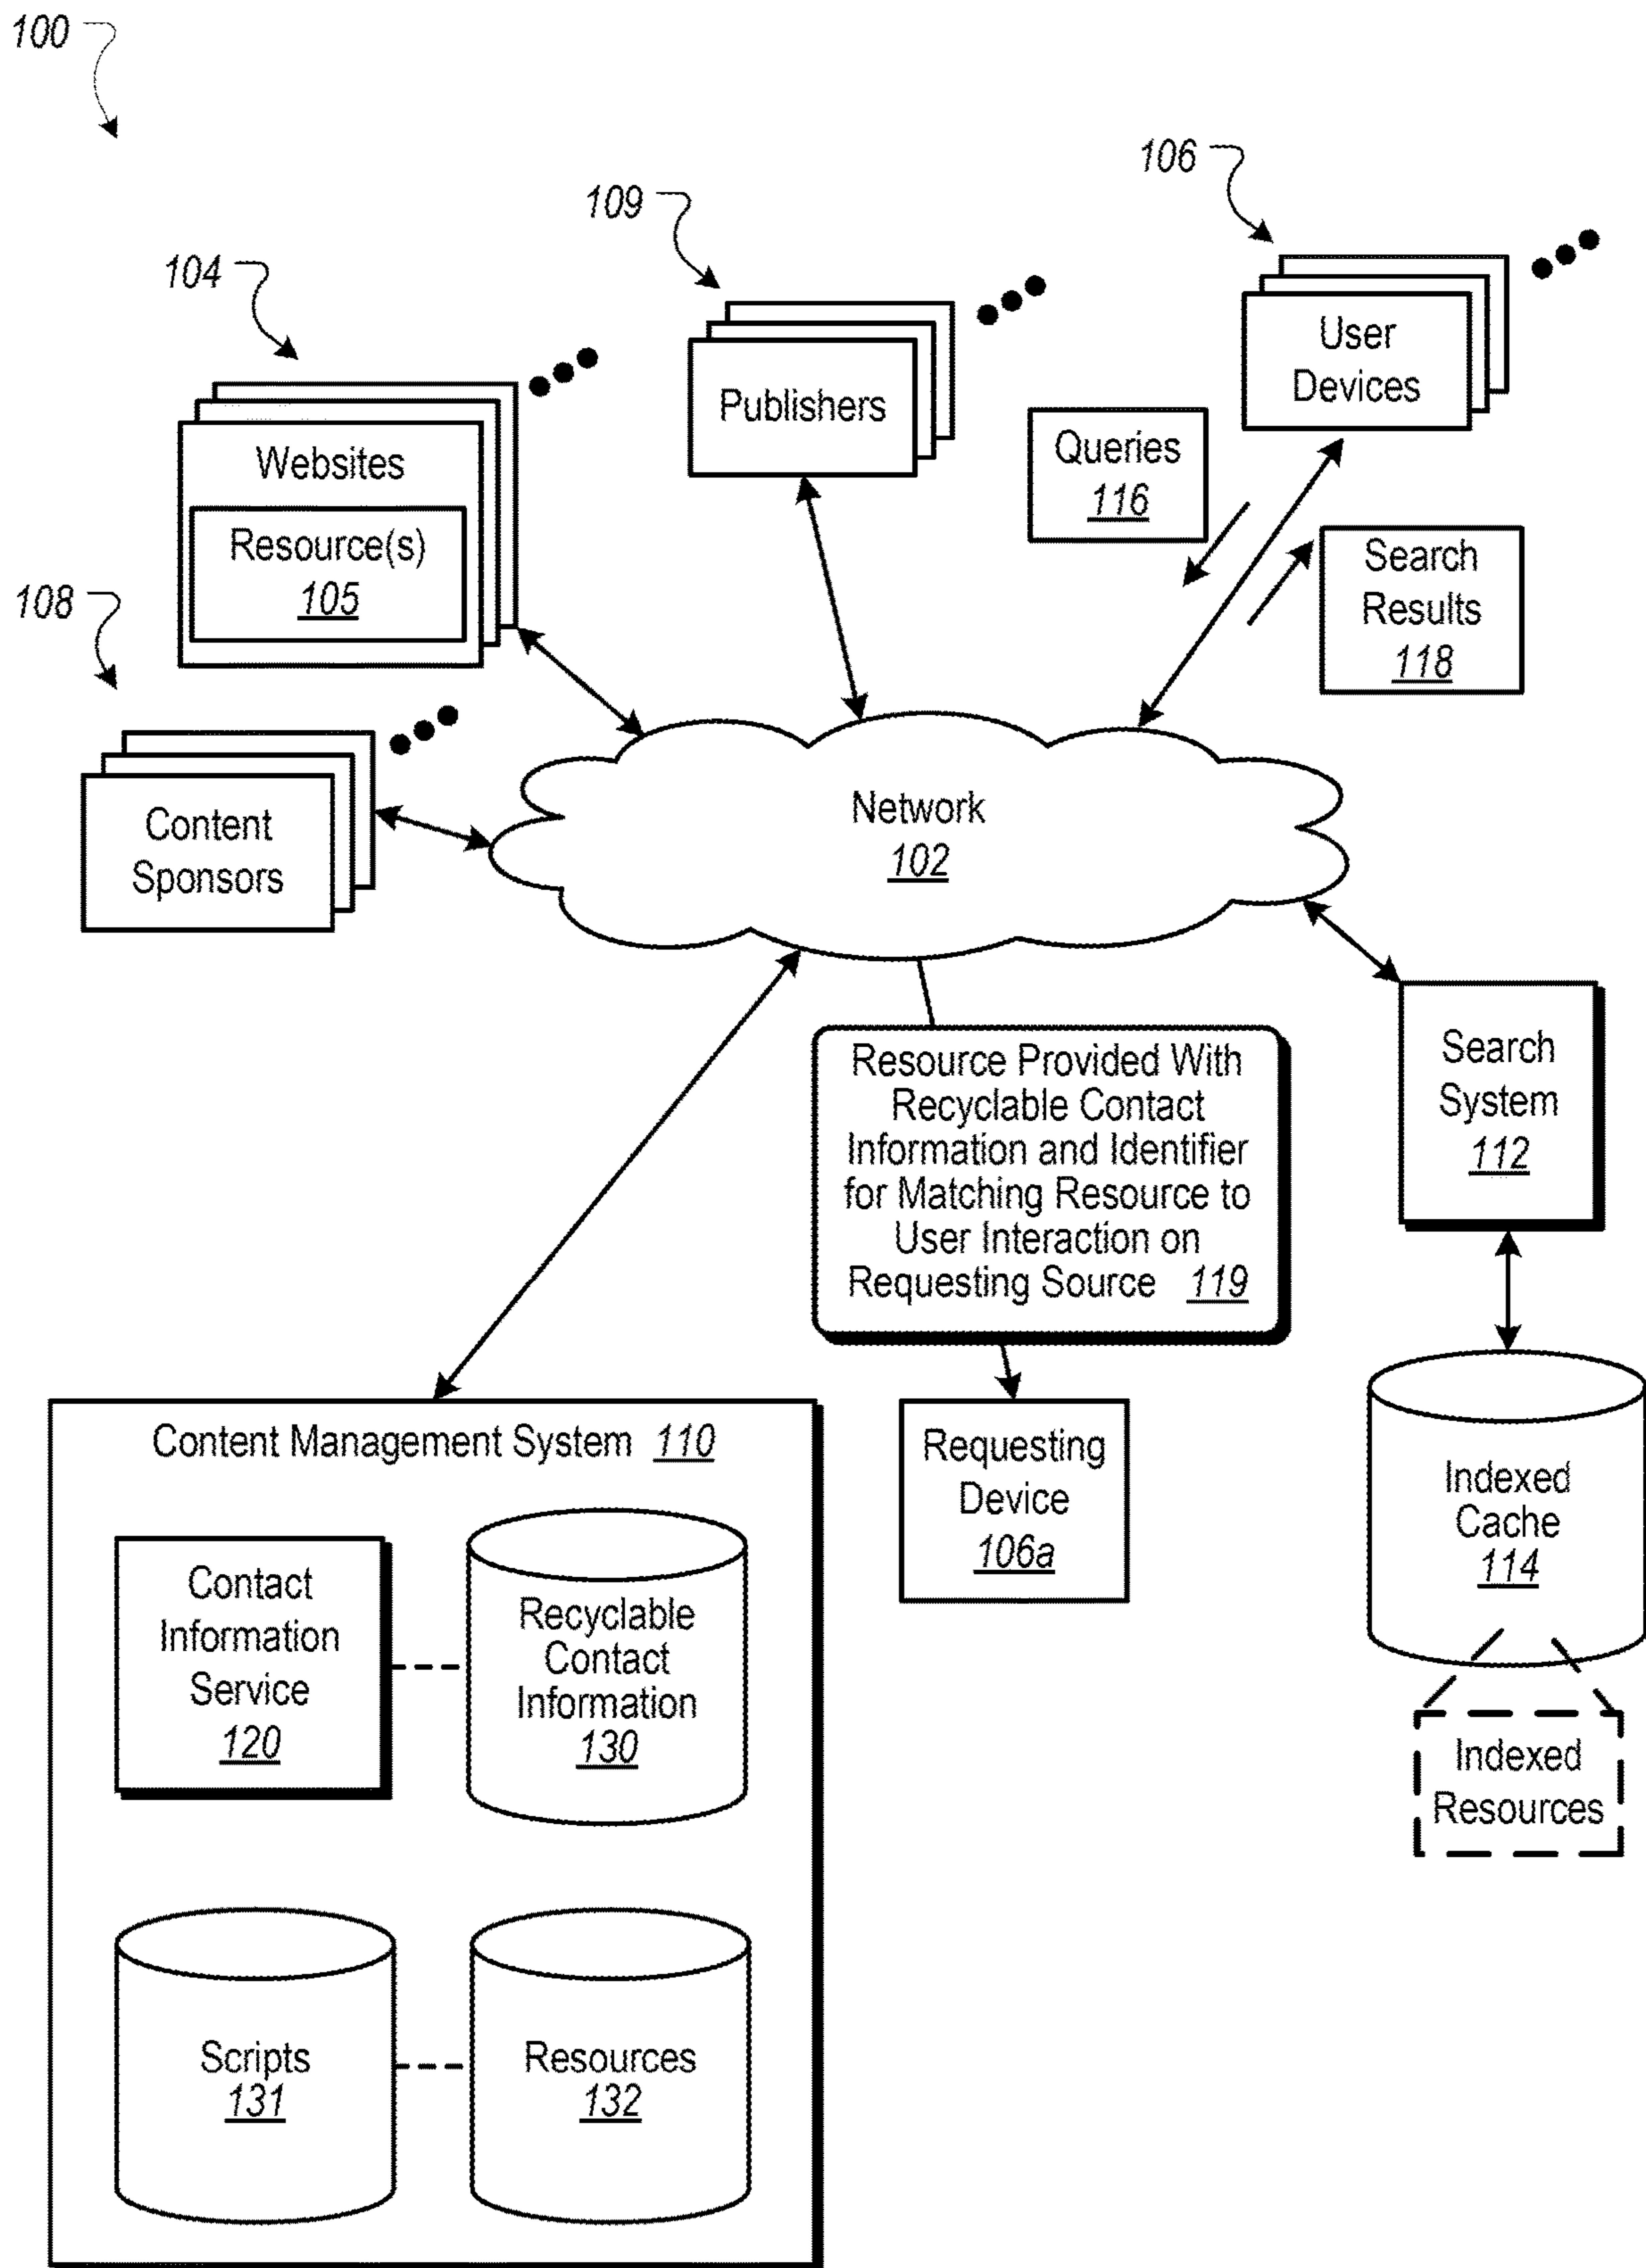 100
106
109
104
User
Devices
Publishers
Queries
116
Websites
Resource(s)
105
Search
Results
118
108
Content
Sponsors
Network
102
Resource Provided With
Recyclable Contact
Information and Identifier
for Matching Resource to
User Interaction on
Requesting Source 119
Search
System
112
Content Management System 110
Requesting
Device
106a
Indexed
Cache
114
Contact
Information
Service
120
Recyclable
Contact
Information
130
Indexed
Resources
Scripts
131
Resources
132